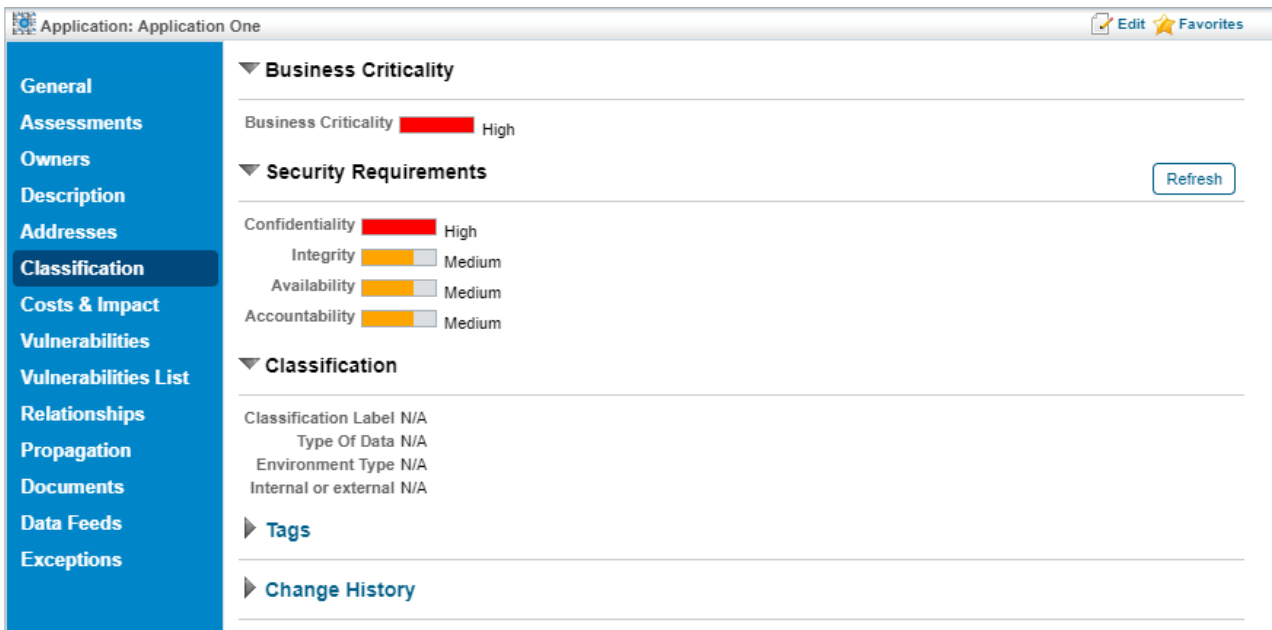 Application: Application One
Edit Favorites
General
Assessments
Owners
Description
Addresses
Classification
Costs & Impact
Vulnerabilities
Vulnerabilities List
Relationships
Propagation
Documents
Data Feeds
Exceptions
Business Criticality
Business Criticality High
Security Requirements
Refresh
Confidentiality High
Integrity Medium
Availability Medium
Accountability Medium
Classification
Classification Label N/A
Type Of Data N/A
Environment Type N/A
Internal or external N/A
Tags
Change History